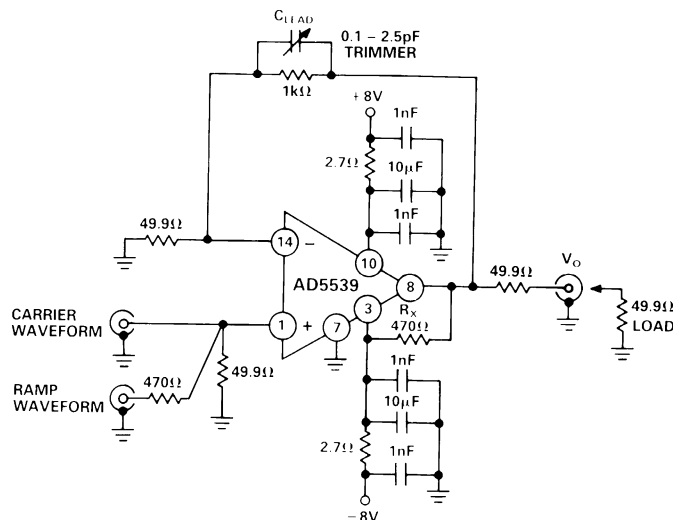 C_LEAD
0.1 – 2.5pF
TRIMMER
1kΩ
+8V
1nF
2.7Ω
10μF
1nF
49.9Ω
14
–
10
AD5539
8
V_O
49.9Ω
49.9Ω
LOAD
CARRIER
WAVEFORM
1
+
7
3
R_X
470Ω
RAMP
WAVEFORM
470Ω
49.9Ω
1nF
10μF
2.7Ω
1nF
–8V